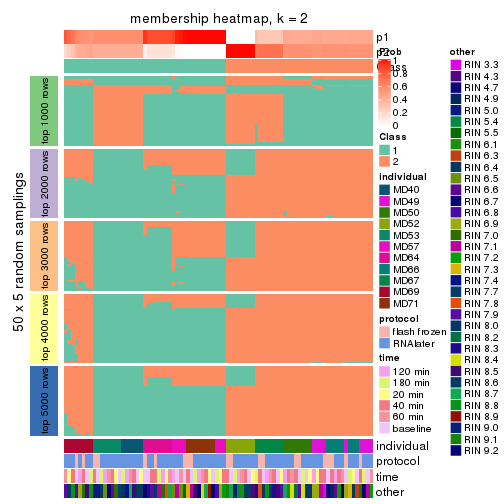 membership heatmap, k = 2
50 x 5 random samplings
top 1000 rows
top 2000 rows
top 3000 rows
top 4000 rows
top 5000 rows
p1
p2
Class
individual
protocol
time
other
Prob
1
0.8
0.6
0.4
0.2
0
Class
1
2
individual
MD40
MD49
MD50
MD52
MD53
MD57
MD64
MD66
MD67
MD69
MD71
protocol
flash frozen
RNAlater
time
120 min
180 min
20 min
40 min
60 min
baseline
other
RIN 3.3
RIN 4.3
RIN 4.7
RIN 4.9
RIN 5.0
RIN 5.4
RIN 5.5
RIN 6.1
RIN 6.3
RIN 6.4
RIN 6.5
RIN 6.6
RIN 6.7
RIN 6.8
RIN 6.9
RIN 7.0
RIN 7.1
RIN 7.2
RIN 7.3
RIN 7.4
RIN 7.7
RIN 7.8
RIN 7.9
RIN 8.0
RIN 8.2
RIN 8.3
RIN 8.4
RIN 8.5
RIN 8.6
RIN 8.7
RIN 8.8
RIN 8.9
RIN 9.0
RIN 9.1
RIN 9.2